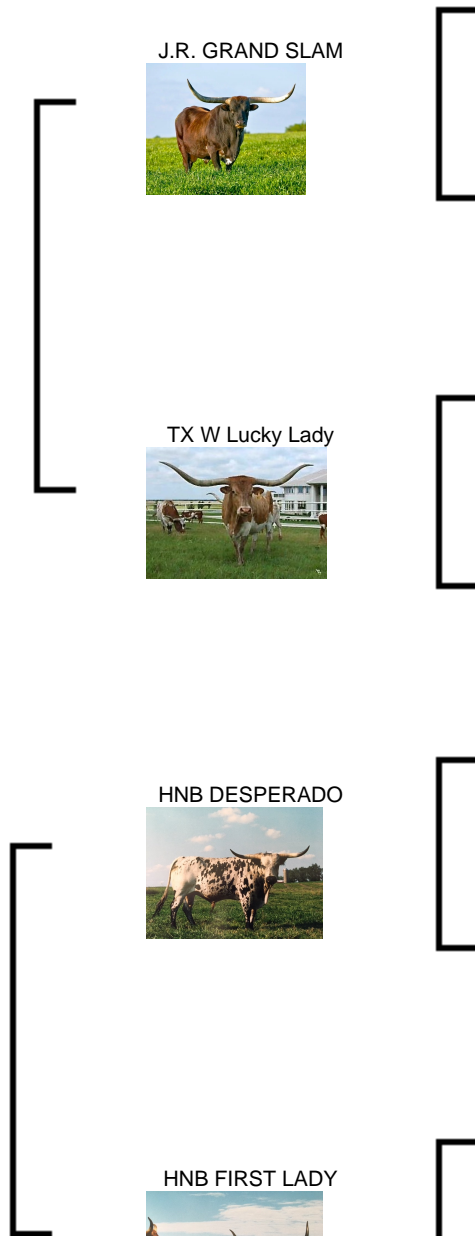 J.R. GRAND SLAM
TX W Lucky Lady
HNB DESPERADO
HNB FIRST LADY